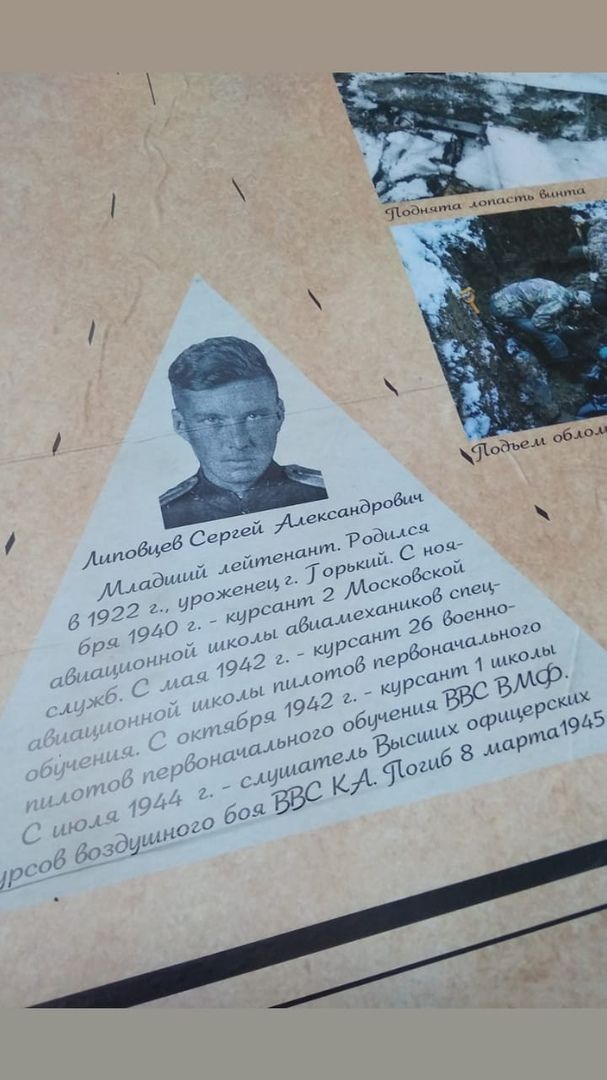 Поднята лопасть винта
Подъем облом
Липовцев Сергей Александрович
Младший лейтенант. Родился
в 1922 г., уроженец г. Горький. С ноя-
бря 1940 г. - курсант 2 Московской
авиационной школы авиамехаников спец-
служб. С мая 1942 г. - курсант 26 военно-
авиационной школы пилотов первоначального
обучения. С октября 1942 г. - курсант 1 школы
пилотов первоначального обучения ВВС ВМФ.
С июля 1944 г. - слушатель Высших офицерских
урсов воздушного боя ВВС КА. Погиб 8 марта1945